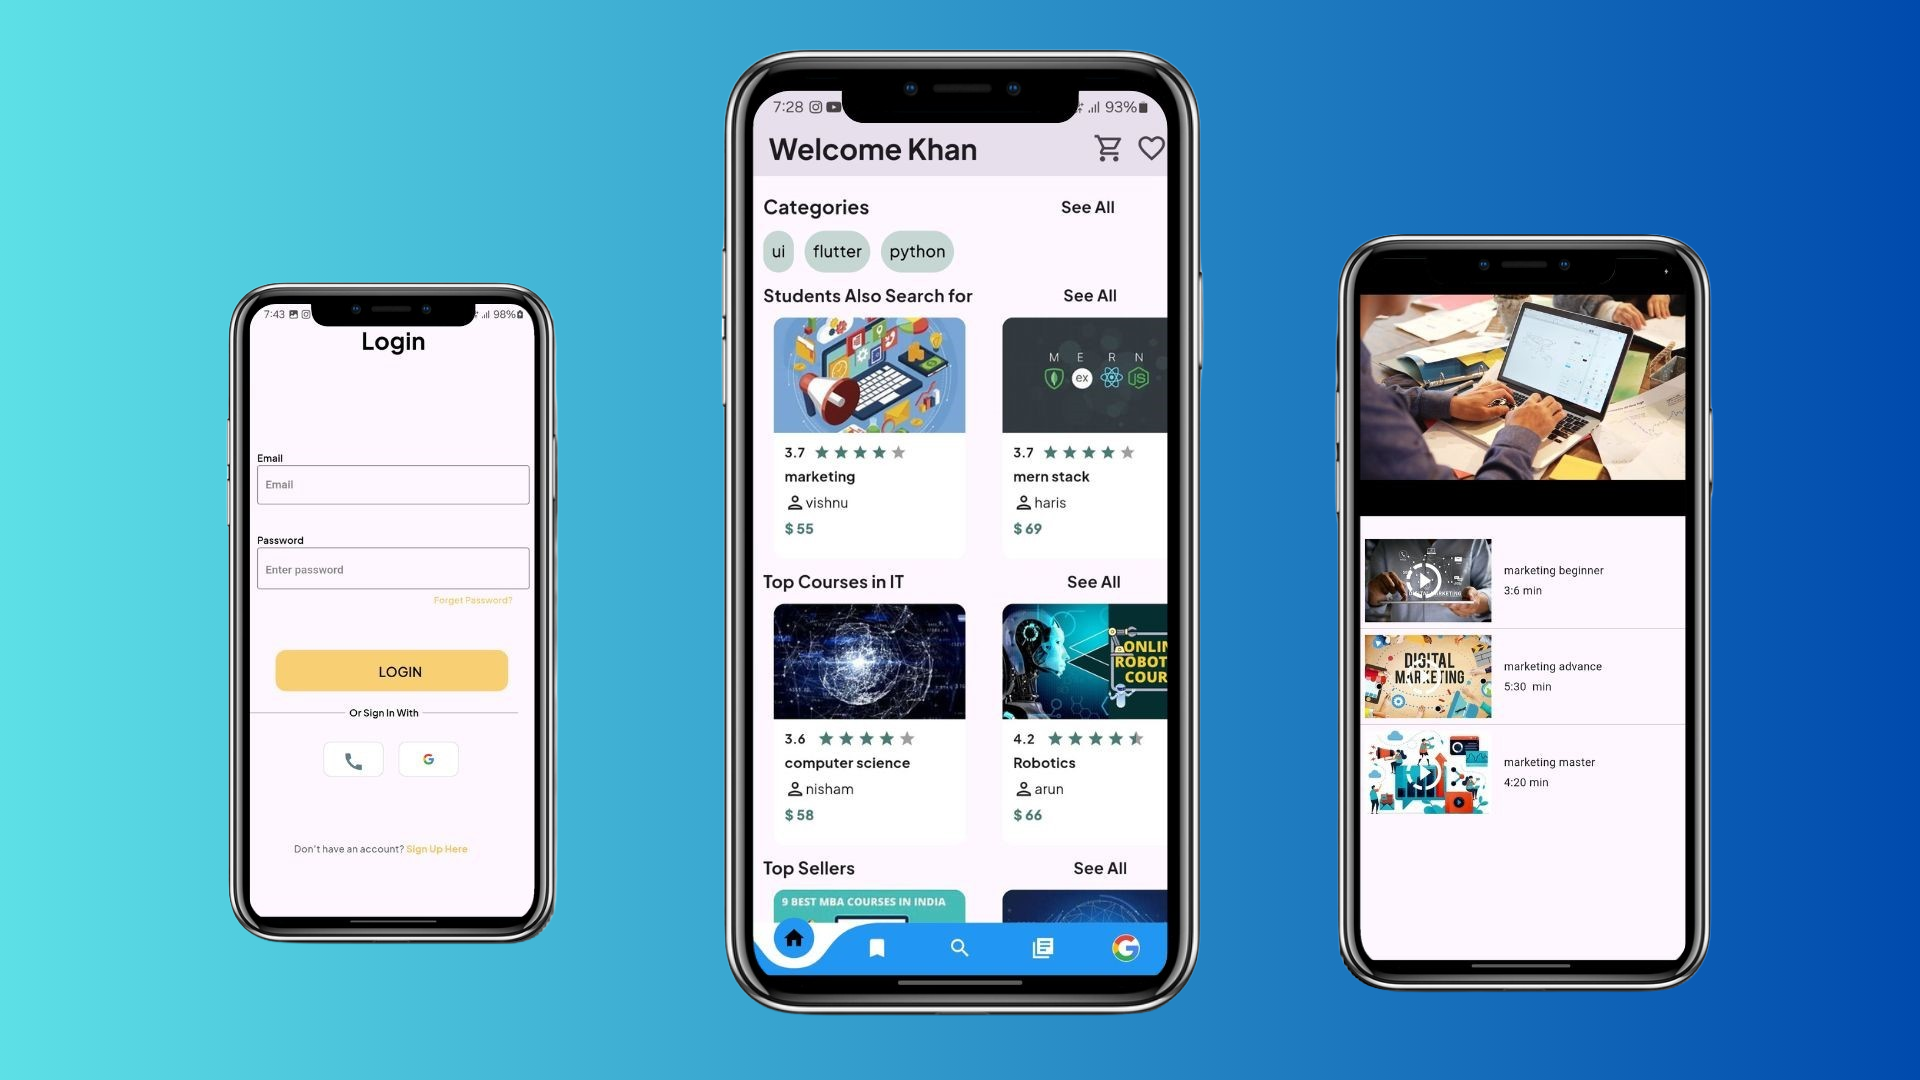 7:43
98%
Login
Email
Email
Password
Enter password
Forget Password?
LOGIN
Or Sign In With
G
Don't have an account? Sign Up Here
7:28
93%
Welcome Khan
Categories
See All
ui
flutter
python
Students Also Search for
See All
M E R N
ex
JS
3.7
3.7
marketing
mern stack
vishnu
haris
$ 55
$ 69
Top Courses in IT
See All
ONLIN
ROBOT
COUR
3.6
4.2
computer science
Robotics
nisham
arun
$ 58
$ 66
Top Sellers
See All
9 BEST MBA COURSES IN INDIA
G
marketing beginner
3:6 min
DIGITAL
MARKETING
marketing advance
5:30 min
marketing master
4:20 min